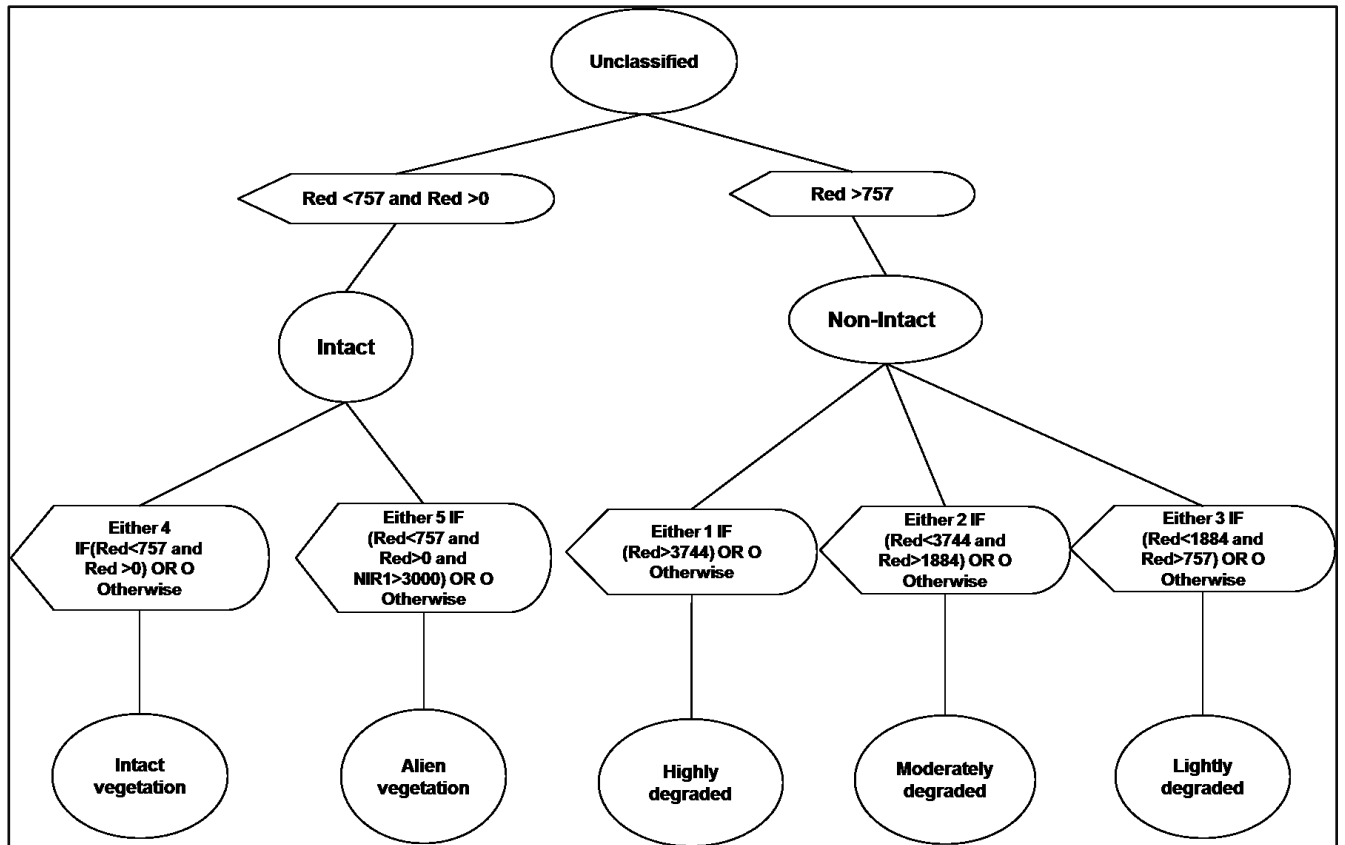 Unclassified
Red <757 and Red >0
Red >757
Intact
Non-Intact
Either 4
IF(Red<757 and
Red >0) OR O
Otherwise
Either 5 IF
(Red<757 and
Red>0 and
NIR1>3000) OR O
Otherwise
Either 1 IF
(Red>3744) OR O
Otherwise
Either 2 IF
(Red<3744 and
Red>1884) OR O
Otherwise
Either 3 IF
(Red<1884 and
Red>757) OR O
Otherwise
Intact
vegetation
Alien
vegetation
Highly
degraded
Moderately
degraded
Lightly
degraded